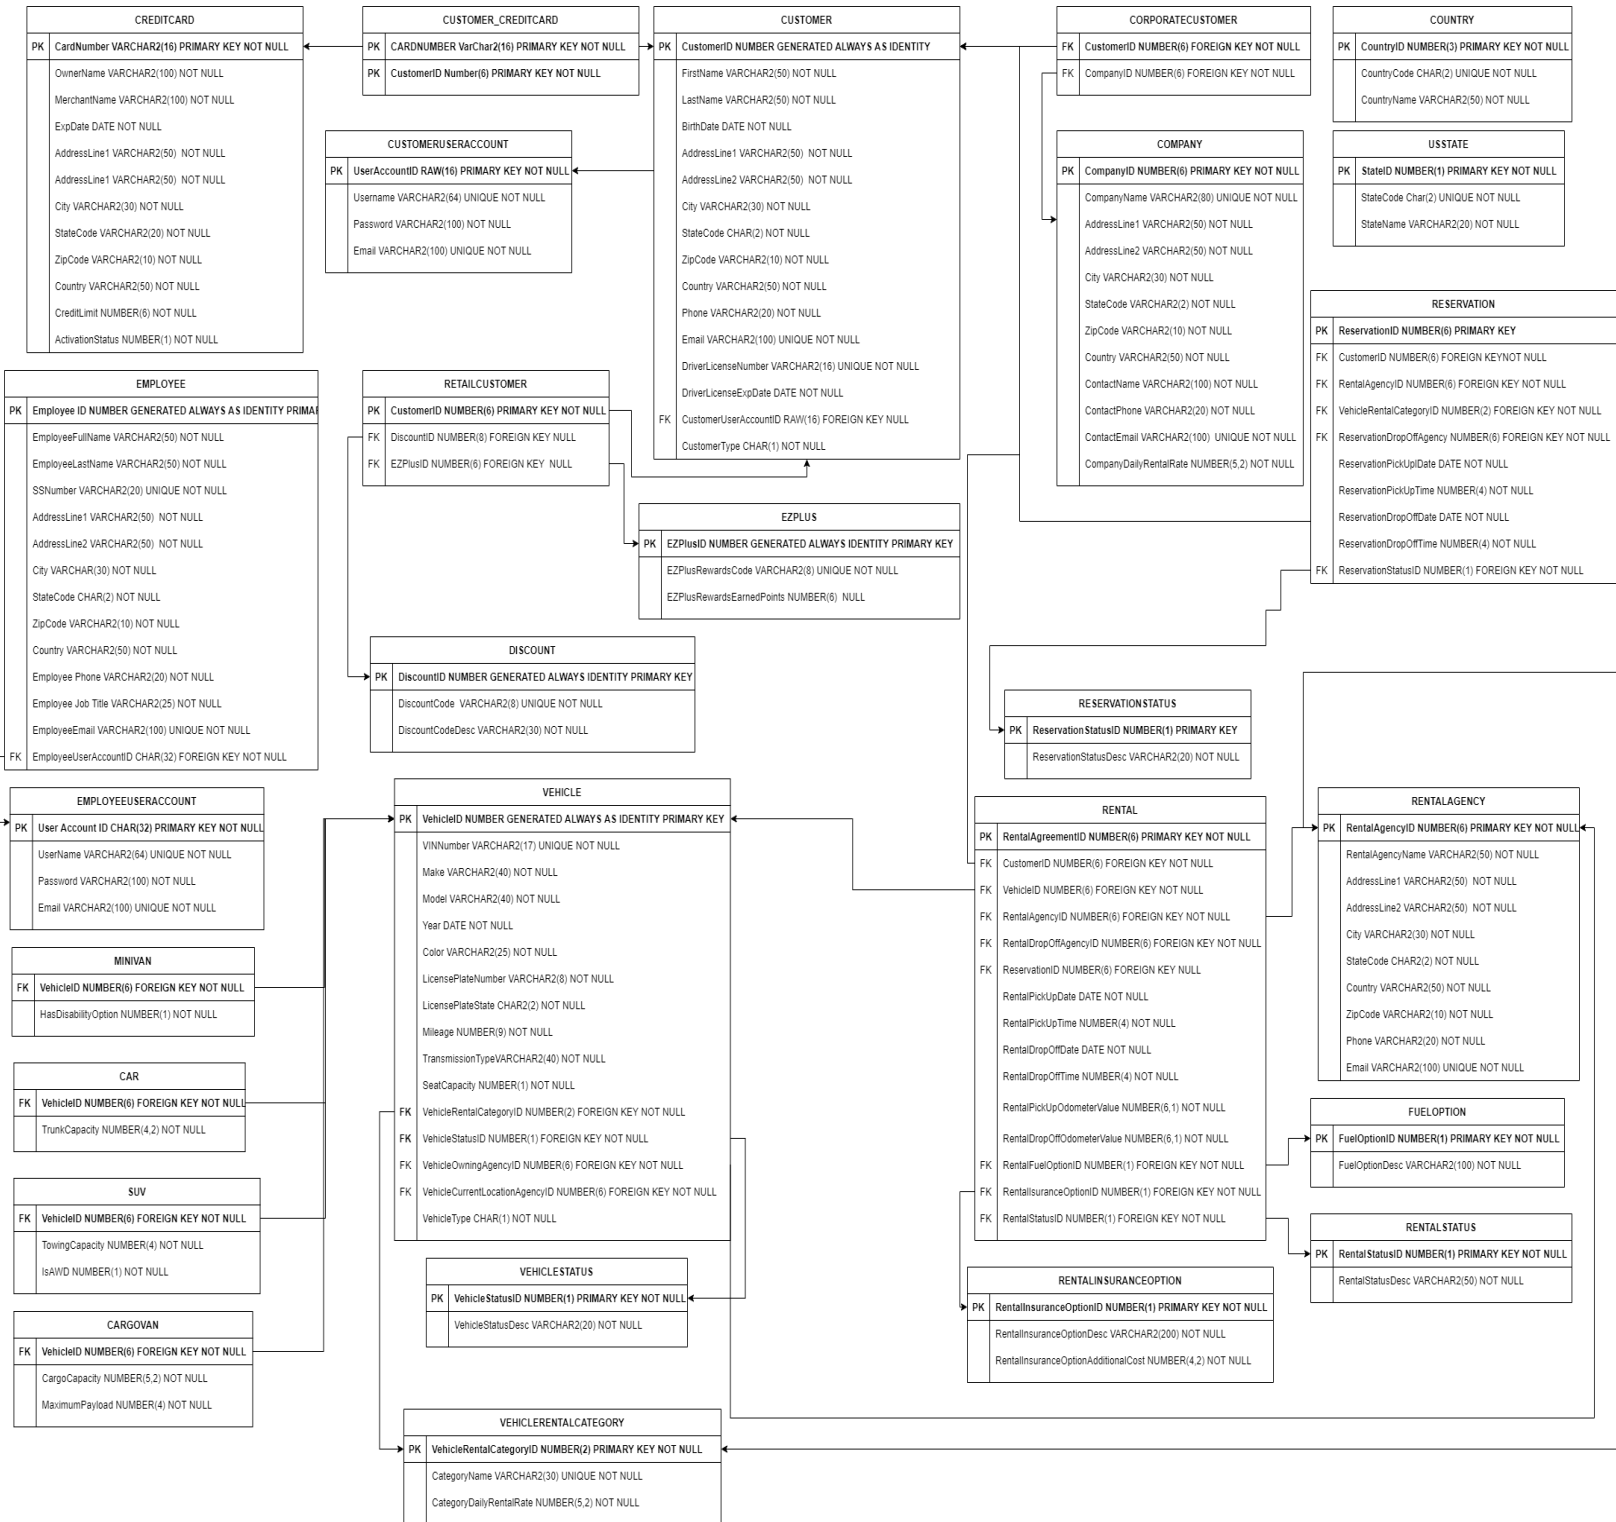 CREDITCARD
PK CardNumber VARCHAR2(16) PRIMARY KEY NOT NULL
OwnerName VARCHAR2(100) NOT NULL
MerchantName VARCHAR2(100) NOT NULL
ExpDate DATE NOT NULL
AddressLine1 VARCHAR2(50) NOT NULL
AddressLine1 VARCHAR2(50) NOT NULL
City VARCHAR2(30) NOT NULL
StateCode VARCHAR2(20) NOT NULL
ZipCode VARCHAR2(10) NOT NULL
Country VARCHAR2(50) NOT NULL
CreditLimit NUMBER(6) NOT NULL
ActivationStatus NUMBER(1) NOT NULL
CUSTOMER_CREDITCARD
PK CARDNUMBER VarChar2(16) PRIMARY KEY NOT NULL
PK CustomerID Number(6) PRIMARY KEY NOT NULL
CUSTOMERUSERACCOUNT
PK UserAccountID RAW(16) PRIMARY KEY NOT NULL
Username VARCHAR2(64) UNIQUE NOT NULL
Password VARCHAR2(100) NOT NULL
Email VARCHAR2(100) UNIQUE NOT NULL
CUSTOMER
PK CustomerID NUMBER GENERATED ALWAYS AS IDENTITY
FirstName VARCHAR2(50) NOT NULL
LastName VARCHAR2(50) NOT NULL
BirthDate DATE NOT NULL
AddressLine1 VARCHAR2(50) NOT NULL
AddressLine2 VARCHAR2(50) NOT NULL
City VARCHAR2(30) NOT NULL
StateCode CHAR(2) NOT NULL
ZipCode VARCHAR2(10) NOT NULL
Country VARCHAR2(50) NOT NULL
Phone VARCHAR2(20) NOT NULL
Email VARCHAR2(100) UNIQUE NOT NULL
DriverLicenseNumber VARCHAR2(16) UNIQUE NOT NULL
DriverLicenseExpDate DATE NOT NULL
FK CustomerUserAccountID RAW(16) FOREIGN KEY NULL
CustomerType CHAR(1) NOT NULL
CORPORATECUSTOMER
FK CustomerID NUMBER(6) FOREIGN KEY NOT NULL
FK CompanyID NUMBER(6) FOREIGN KEY NOT NULL
COMPANY
PK CompanyID NUMBER(6) PRIMARY KEY NOT NULL
CompanyName VARCHAR2(80) UNIQUE NOT NULL
AddressLine1 VARCHAR2(50) NOT NULL
AddressLine2 VARCHAR2(50) NOT NULL
City VARCHAR2(30) NOT NULL
StateCode VARCHAR2(2) NOT NULL
ZipCode VARCHAR2(10) NOT NULL
Country VARCHAR2(50) NOT NULL
ContactName VARCHAR2(100) NOT NULL
ContactPhone VARCHAR2(20) NOT NULL
ContactEmail VARCHAR2(100) UNIQUE NOT NULL
CompanyDailyRentalRate NUMBER(5,2) NOT NULL
COUNTRY
PK CountryID NUMBER(3) PRIMARY KEY NOT NULL
CountryCode CHAR(2) UNIQUE NOT NULL
CountryName VARCHAR2(50) NOT NULL
USSTATE
PK StateID NUMBER(1) PRIMARY KEY NOT NULL
StateCode Char(2) UNIQUE NOT NULL
StateName VARCHAR2(20) NOT NULL
RESERVATION
PK ReservationID NUMBER(6) PRIMARY KEY
FK CustomerID NUMBER(6) FOREIGN KEYNOT NULL
FK RentalAgencyID NUMBER(6) FOREIGN KEY NOT NULL
FK VehicleRentalCategoryID NUMBER(2) FOREIGN KEY NOT NULL
FK ReservationDropOffAgency NUMBER(6) FOREIGN KEY NOT NULL
ReservationPickUplDate DATE NOT NULL
ReservationPickUpTime NUMBER(4) NOT NULL
ReservationDropOffDate DATE NOT NULL
ReservationDropOffTime NUMBER(4) NOT NULL
FK ReservationStatusID NUMBER(1) FOREIGN KEY NOT NULL
EMPLOYEE
PK Employee ID NUMBER GENERATED ALWAYS AS IDENTITY
EmployeeFullName VARCHAR2(50) NOT NULL
EmployeeLastName VARCHAR2(50) NOT NULL
SSNumber VARCHAR2(20) UNIQUE NOT NULL
AddressLine1 VARCHAR2(50) NOT NULL
AddressLine2 VARCHAR2(50) NOT NULL
City VARCHAR(30) NOT NULL
StateCode CHAR(2) NOT NULL
ZipCode VARCHAR2(10) NOT NULL
Country VARCHAR2(50) NOT NULL
Employee Phone VARCHAR2(20) NOT NULL
Employee Job Title VARCHAR2(25) NOT NULL
EmployeeEmail VARCHAR2(100) UNIQUE NOT NULL
FK EmployeeUserAccountID CHAR(32) FOREIGN KEY NOT NULL
RETAILCUSTOMER
PK CustomerID NUMBER(6) PRIMARY KEY NOT NULL
FK DiscountID NUMBER(8) FOREIGN KEY NULL
FK EZPlusID NUMBER(6) FOREIGN KEY NULL
EZPLUS
PK EZPlusID NUMBER GENERATED ALWAYS IDENTITY PRIMARY KEY
EZPlusRewardsCode VARCHAR2(8) UNIQUE NOT NULL
EZPlusRewardsEarnedPoints NUMBER(6) NULL
DISCOUNT
PK DiscountID NUMBER GENERATED ALWAYS IDENTITY PRIMARY KEY
DiscountCode VARCHAR2(8) UNIQUE NOT NULL
DiscountCodeDesc VARCHAR2(30) NOT NULL
RESERVATIONSTATUS
PK ReservationStatusID NUMBER(1) PRIMARY KEY
ReservationStatusDesc VARCHAR2(20) NOT NULL
EMPLOYEEUSERACCOUNT
PK User Account ID CHAR(32) PRIMARY KEY NOT NULL
UserName VARCHAR2(64) UNIQUE NOT NULL
Password VARCHAR2(100) NOT NULL
Email VARCHAR2(100) UNIQUE NOT NULL
MINIVAN
FK VehicleID NUMBER(6) FOREIGN KEY NOT NULL
HasDisabilityOption NUMBER(1) NOT NULL
CAR
FK VehicleID NUMBER(6) FOREIGN KEY NOT NULL
TrunkCapacity NUMBER(4,2) NOT NULL
SUV
FK VehicleID NUMBER(6) FOREIGN KEY NOT NULL
TowingCapacity NUMBER(4) NOT NULL
IsAWD NUMBER(1) NOT NULL
CARGOVAN
FK VehicleID NUMBER(6) FOREIGN KEY NOT NULL
CargoCapacity NUMBER(5,2) NOT NULL
MaximumPayload NUMBER(4) NOT NULL
VEHICLE
PK VehicleID NUMBER GENERATED ALWAYS AS IDENTITY PRIMARY KEY
VINNumber VARCHAR2(17) UNIQUE NOT NULL
Make VARCHAR2(40) NOT NULL
Model VARCHAR2(40) NOT NULL
Year DATE NOT NULL
Color VARCHAR2(25) NOT NULL
LicensePlateNumber VARCHAR2(8) NOT NULL
LicensePlateState CHAR2(2) NOT NULL
Mileage NUMBER(9) NOT NULL
TransmissionTypeVARCHAR2(40) NOT NULL
SeatCapacity NUMBER(1) NOT NULL
FK VehicleRentalCategoryID NUMBER(2) FOREIGN KEY NOT NULL
FK VehicleStatusID NUMBER(1) FOREIGN KEY NOT NULL
FK VehicleOwningAgencyID NUMBER(6) FOREIGN KEY NOT NULL
FK VehicleCurrentLocationAgencyID NUMBER(6) FOREIGN KEY NOT NULL
VehicleType CHAR(1) NOT NULL
VEHICLESTATUS
PK VehicleStatusID NUMBER(1) PRIMARY KEY NOT NULL
VehicleStatusDesc VARCHAR2(20) NOT NULL
VEHICLERENTALCATEGORY
PK VehicleRentalCategoryID NUMBER(2) PRIMARY KEY NOT NULL
CategoryName VARCHAR2(30) UNIQUE NOT NULL
CategoryDailyRentalRate NUMBER(5,2) NOT NULL
RENTAL
PK RentalAgreementID NUMBER(6) PRIMARY KEY NOT NULL
FK CustomerID NUMBER(6) FOREIGN KEY NOT NULL
FK VehicleID NUMBER(6) FOREIGN KEY NOT NULL
FK RentalAgencyID NUMBER(6) FOREIGN KEY NOT NULL
FK RentalDropOffAgencyID NUMBER(6) FOREIGN KEY NOT NULL
FK ReservationID NUMBER(6) FOREIGN KEY NULL
RentalPickUpDate DATE NOT NULL
RentalPickUpTime NUMBER(4) NOT NULL
RentalDropOffDate DATE NOT NULL
RentalDropOffTime NUMBER(4) NOT NULL
RentalPickUpOdometerValue NUMBER(6,1) NOT NULL
RentalDropOffOdometerValue NUMBER(6,1) NOT NULL
FK RentalFuelOptionID NUMBER(1) FOREIGN KEY NOT NULL
FK RentalIsuranceOptionID NUMBER(1) FOREIGN KEY NOT NULL
FK RentalStatusID NUMBER(1) FOREIGN KEY NOT NULL
RENTALINSURANCEOPTION
PK RentalInsuranceOptionID NUMBER(1) PRIMARY KEY NOT NULL
RentalInsuranceOptionDesc VARCHAR2(200) NOT NULL
RentalInsuranceOptionAdditionalCost NUMBER(4,2) NOT NULL
RENTALAGENCY
PK RentalAgencyID NUMBER(6) PRIMARY KEY NOT NULL
RentalAgencyName VARCHAR2(50) NOT NULL
AddressLine1 VARCHAR2(50) NOT NULL
AddressLine2 VARCHAR2(50) NOT NULL
City VARCHAR2(30) NOT NULL
StateCode CHAR2(2) NOT NULL
Country VARCHAR2(50) NOT NULL
ZipCode VARCHAR2(10) NOT NULL
Phone VARCHAR2(20) NOT NULL
Email VARCHAR2(100) UNIQUE NOT NULL
FUELOPTION
PK FuelOptionID NUMBER(1) PRIMARY KEY NOT NULL
FuelOptionDesc VARCHAR2(100) NOT NULL
RENTALSTATUS
PK RentalStatusID NUMBER(1) PRIMARY KEY NOT NULL
RentalStatusDesc VARCHAR2(50) NOT NULL